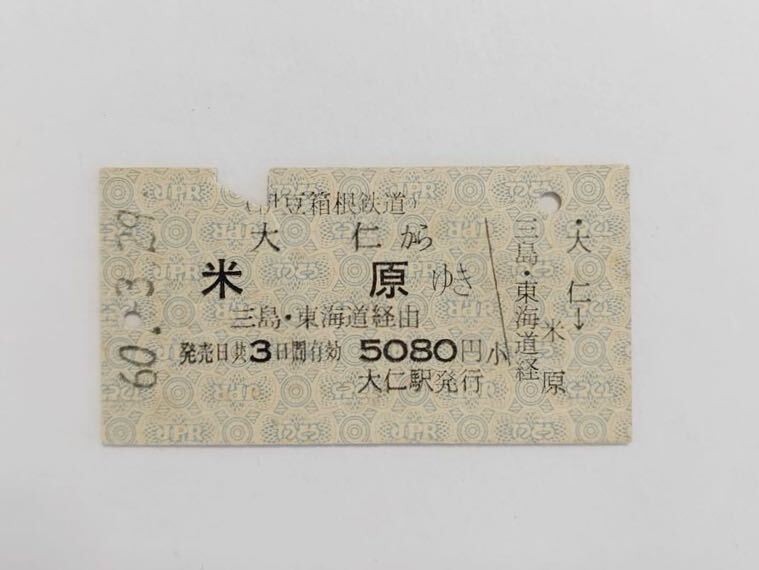 60.-3.29
(伊豆箱根鉄道)
大仁から
米原ゆき
三島・東海道経由
発売日共3日間有効 5080円
大仁駅発行
小
三島・東海道経
・大仁→米原